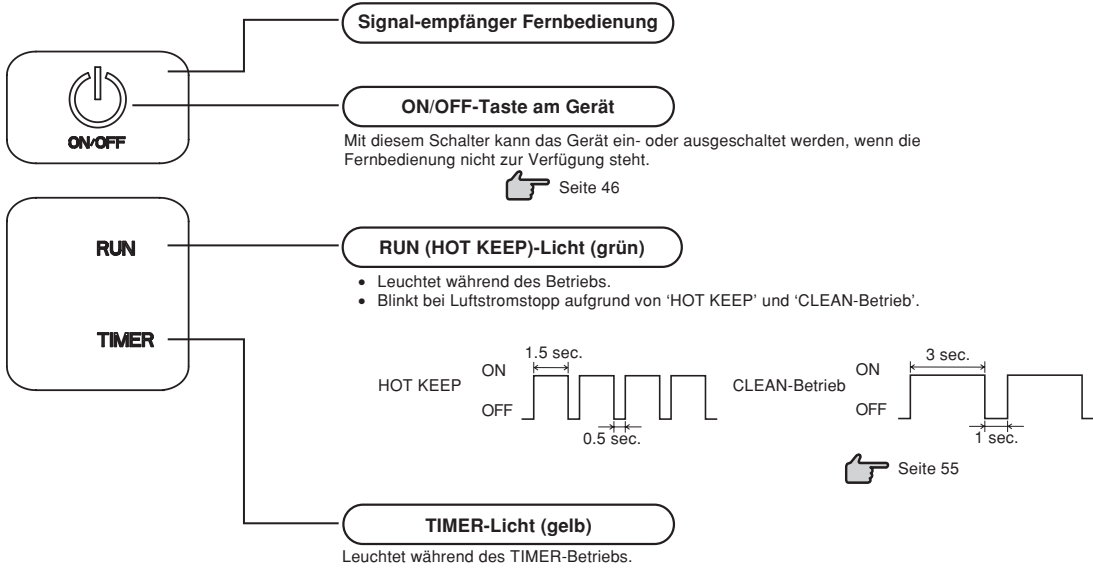 Signal-empfänger Fernbedienung
ON/OFF
ON/OFF-Taste am Gerät
Mit diesem Schalter kann das Gerät ein- oder ausgeschaltet werden, wenn die
Fernbedienung nicht zur Verfügung steht.
Seite 46
RUN
RUN (HOT KEEP)-Licht (grün)
• Leuchtet während des Betriebs.
• Blinkt bei Luftstromstopp aufgrund von ‘HOT KEEP’ und ‘CLEAN-Betrieb’.
TIMER
HOT KEEP
ON
OFF
1.5 sec.
0.5 sec.
CLEAN-Betrieb
ON
OFF
3 sec.
1 sec.
Seite 55
TIMER-Licht (gelb)
Leuchtet während des TIMER-Betriebs.